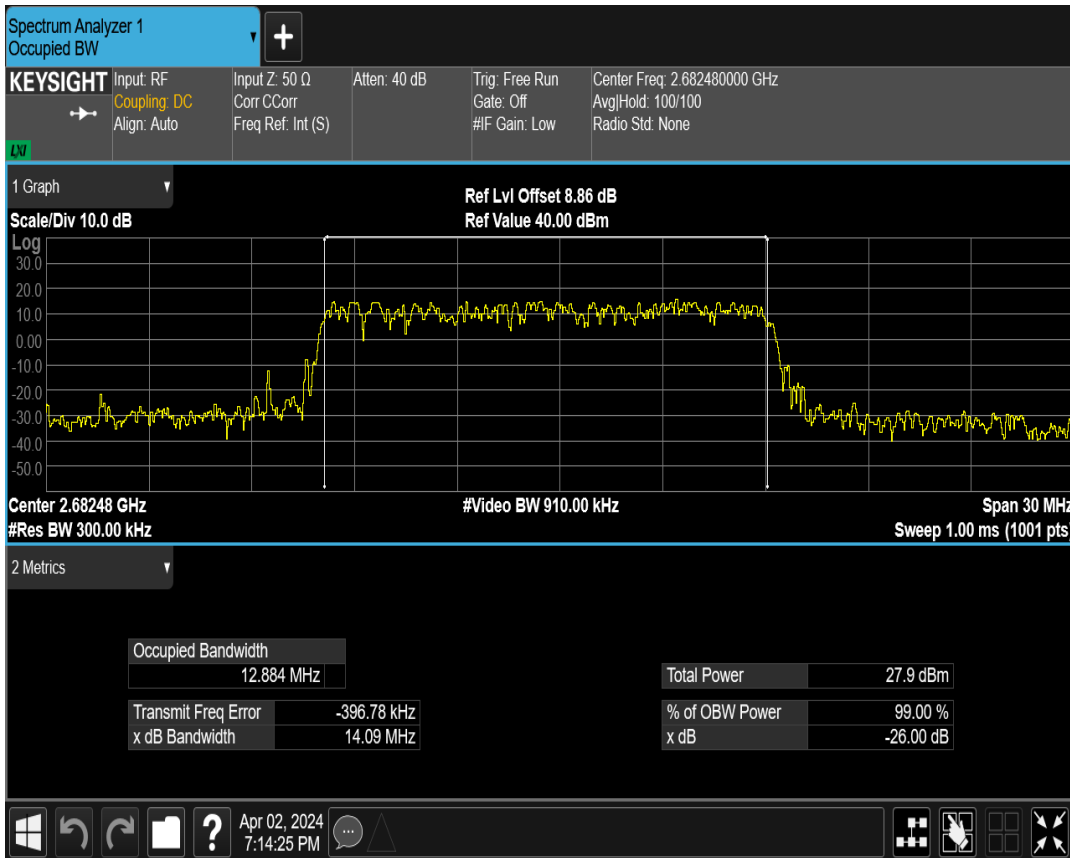 Spectrum Analyzer 1
Occupied BW
KEYSIGHT
Input: RF
Coupling: DC
Align: Auto
Input Z: 50 Ω
Corr CCorr
Freq Ref: Int (S)
Atten: 40 dB
Trig: Free Run
Gate: Off
#IF Gain: Low
Center Freq: 2.682480000 GHz
Avg|Hold: 100/100
Radio Std: None
LXI
1 Graph
Scale/Div 10.0 dB
Ref Lvl Offset 8.86 dB
Ref Value 40.00 dBm
Log
30.0
20.0
10.0
0.00
-10.0
-20.0
-30.0
-40.0
-50.0
Center 2.68248 GHz
#Video BW 910.00 kHz
Span 30 MHz
#Res BW 300.00 kHz
Sweep 1.00 ms (1001 pts)
2 Metrics
Occupied Bandwidth
12.884 MHz
Total Power 27.9 dBm
Transmit Freq Error -396.78 kHz
% of OBW Power 99.00 %
x dB Bandwidth 14.09 MHz
x dB -26.00 dB
?
Apr 02, 2024
7:14:25 PM